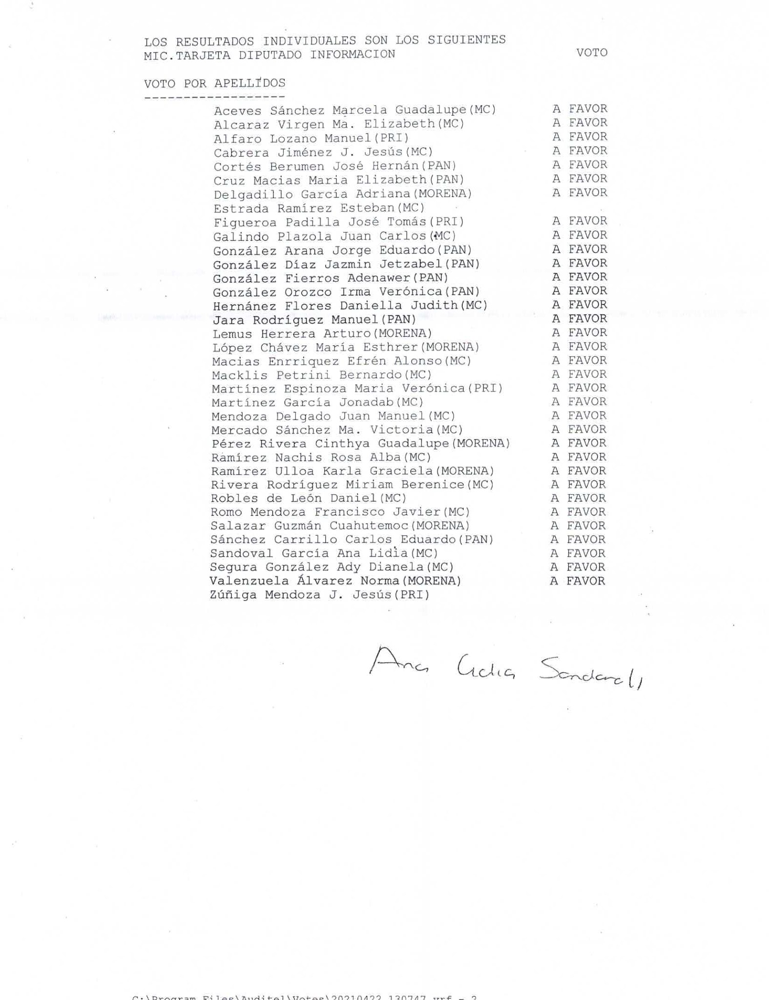 LOS RESULTADOS INDIVIDUALES SON LOS SIGUIENTES
MIC.TARJETA DIPUTADO INFORMACION VOTO
VOTO POR APELLIDOS
------------------
Aceves Sánchez Marcela Guadalupe(MC) A FAVOR
Alcaraz Virgen Ma. Elizabeth(MC) A FAVOR
Alfaro Lozano Manuel(PRI) A FAVOR
Cabrera Jiménez J. Jesús(MC) A FAVOR
Cortés Berumen José Hernán(PAN) A FAVOR
Cruz Macias Maria Elizabeth(PAN) A FAVOR
Delgadillo García Adriana(MORENA) A FAVOR
Estrada Ramírez Esteban(MC)
Figueroa Padilla José Tomás(PRI) A FAVOR
Galindo Plazola Juan Carlos(MC) A FAVOR
González Arana Jorge Eduardo(PAN) A FAVOR
González Díaz Jazmin Jetzabel(PAN) A FAVOR
González Fierros Adenawer(PAN) A FAVOR
González Orozco Irma Verónica(PAN) A FAVOR
Hernánez Flores Daniella Judith(MC) A FAVOR
Jara Rodríguez Manuel(PAN) A FAVOR
Lemus Herrera Arturo(MORENA) A FAVOR
López Chávez María Esthrer(MORENA) A FAVOR
Macias Enrriquez Efrén Alonso(MC) A FAVOR
Macklis Petrini Bernardo(MC) A FAVOR
Martínez Espinoza Maria Verónica(PRI) A FAVOR
Martínez García Jonadab(MC) A FAVOR
Mendoza Delgado Juan Manuel(MC) A FAVOR
Mercado Sánchez Ma. Victoria(MC) A FAVOR
Pérez Rivera Cinthya Guadalupe(MORENA) A FAVOR
Ramírez Nachis Rosa Alba(MC) A FAVOR
Ramírez Ulloa Karla Graciela(MORENA) A FAVOR
Rivera Rodríguez Miriam Berenice(MC) A FAVOR
Robles de León Daniel(MC) A FAVOR
Romo Mendoza Francisco Javier(MC) A FAVOR
Salazar Guzmán Cuahutemoc(MORENA) A FAVOR
Sánchez Carrillo Carlos Eduardo(PAN) A FAVOR
Sandoval García Ana Lidia(MC) A FAVOR
Segura González Ady Dianela(MC) A FAVOR
Valenzuela Álvarez Norma(MORENA) A FAVOR
Zúñiga Mendoza J. Jesús(PRI)
Ana Lidia Sandoval
C:\Program Files\Auditel\Votes\20210422 130747.vrf - 2